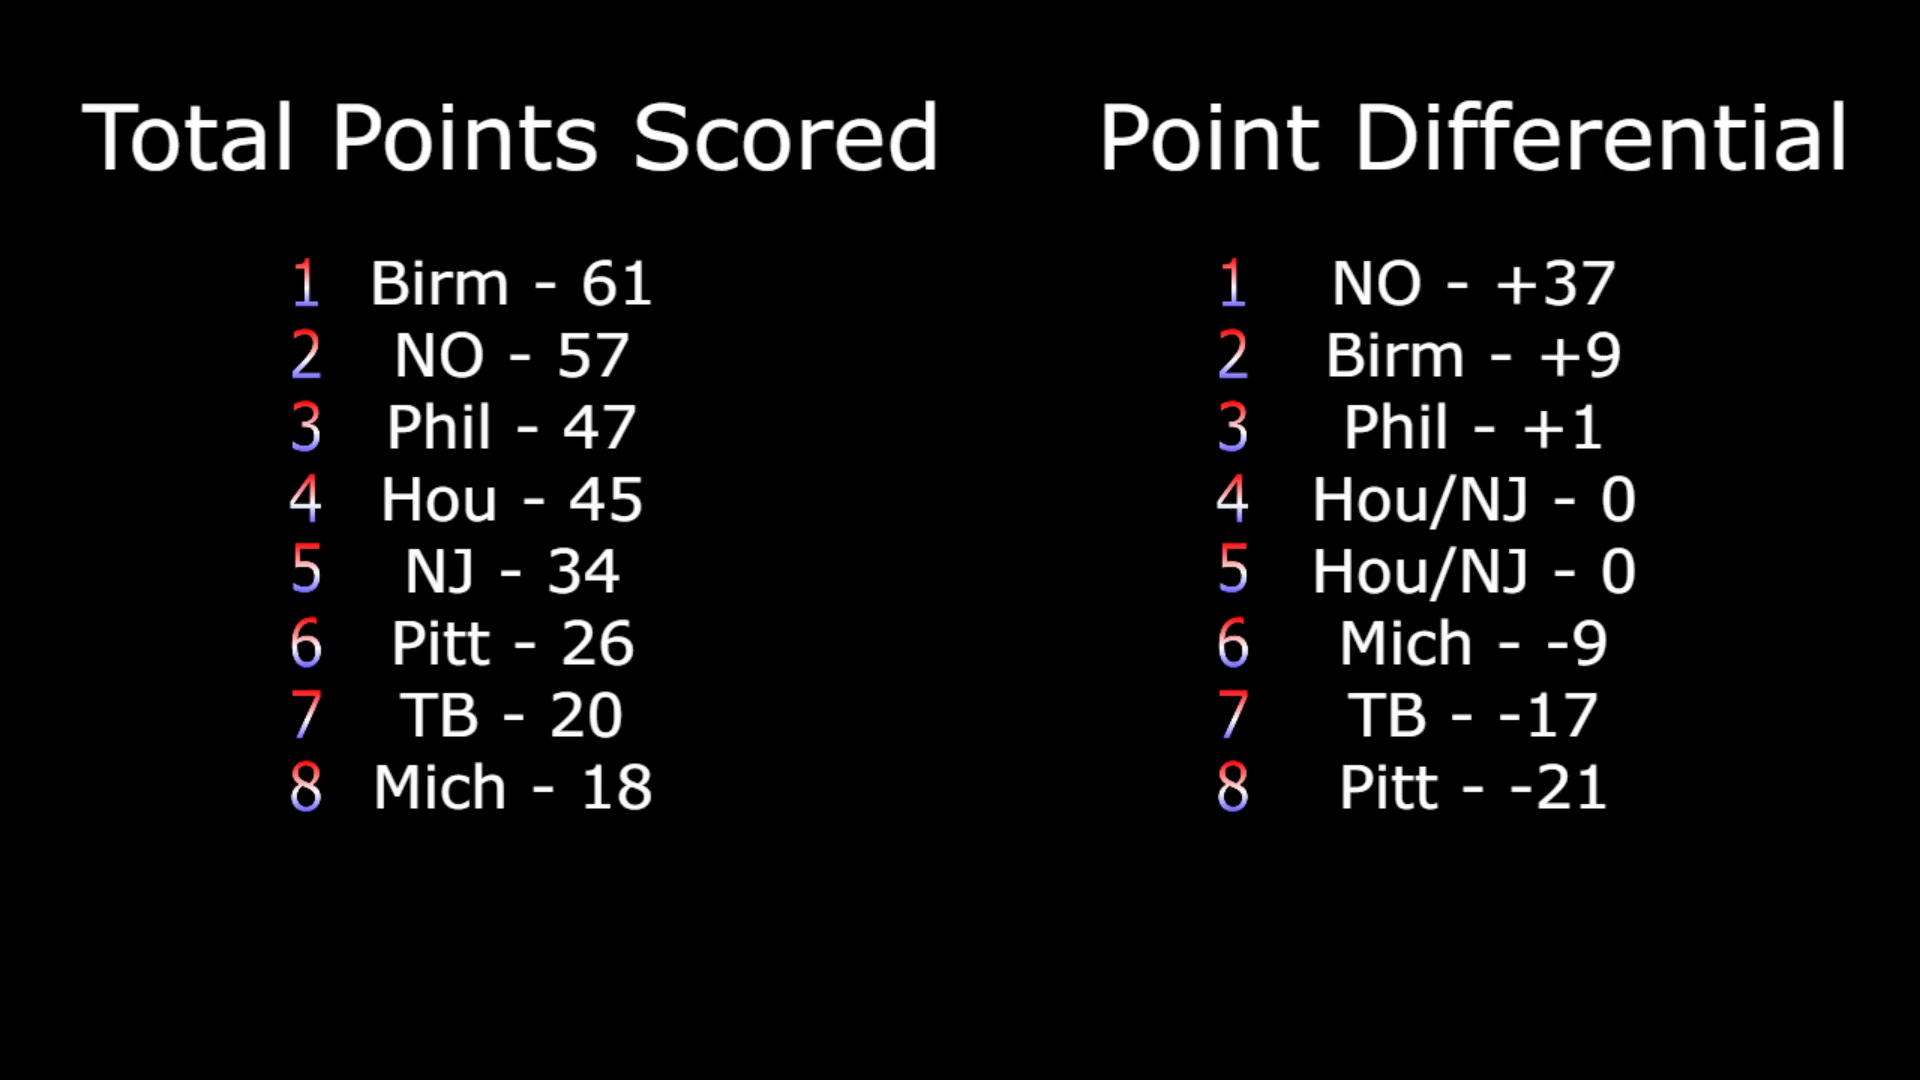 Total Points Scored
1 Birm - 61
2 NO - 57
3 Phil - 47
4 Hou - 45
5 NJ - 34
6 Pitt - 26
7 TB - 20
8 Mich - 18
Point Differential
1 NO - +37
2 Birm - +9
3 Phil - +1
4 Hou/NJ - 0
5 Hou/NJ - 0
6 Mich - -9
7 TB - -17
8 Pitt - -21